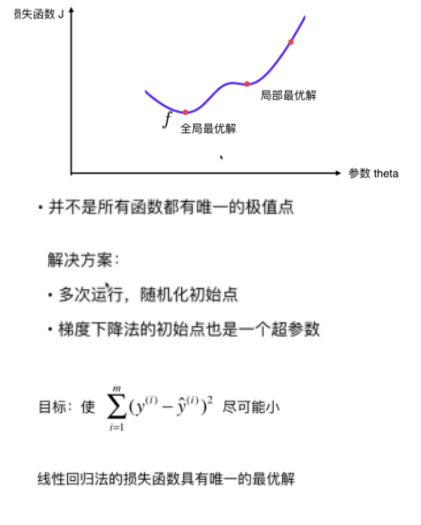 损失函数 J
局部最优解
f
全局最优解
参数 theta
• 并不是所有函数都有唯一的极值点
解决方案：
• 多次运行，随机化初始点
• 梯度下降法的初始点也是一个超参数
目标：使 \sum_{i=1}^{m} (y^{(i)} - \hat{y}^{(i)})^2 尽可能小
线性回归法的损失函数具有唯一的最优解